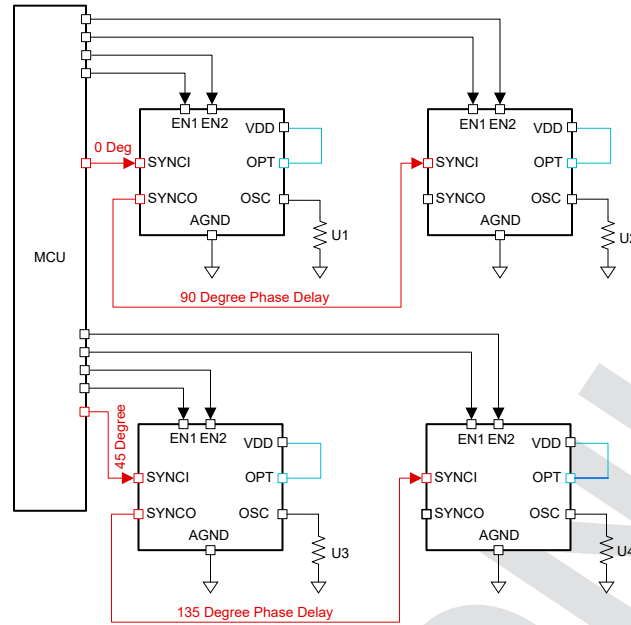 EN1 EN2
VDD
0 Deg
SYNCI
OPT
SYNCO
OSC
AGND
U1
EN1 EN2
VDD
SYNCI
OPT
SYNCO
OSC
AGND
U2
MCU
90 Degree Phase Delay
45 Degree
EN1 EN2
VDD
SYNCI
OPT
SYNCO
OSC
AGND
U3
EN1 EN2
VDD
SYNCI
OPT
SYNCO
OSC
AGND
U4
135 Degree Phase Delay